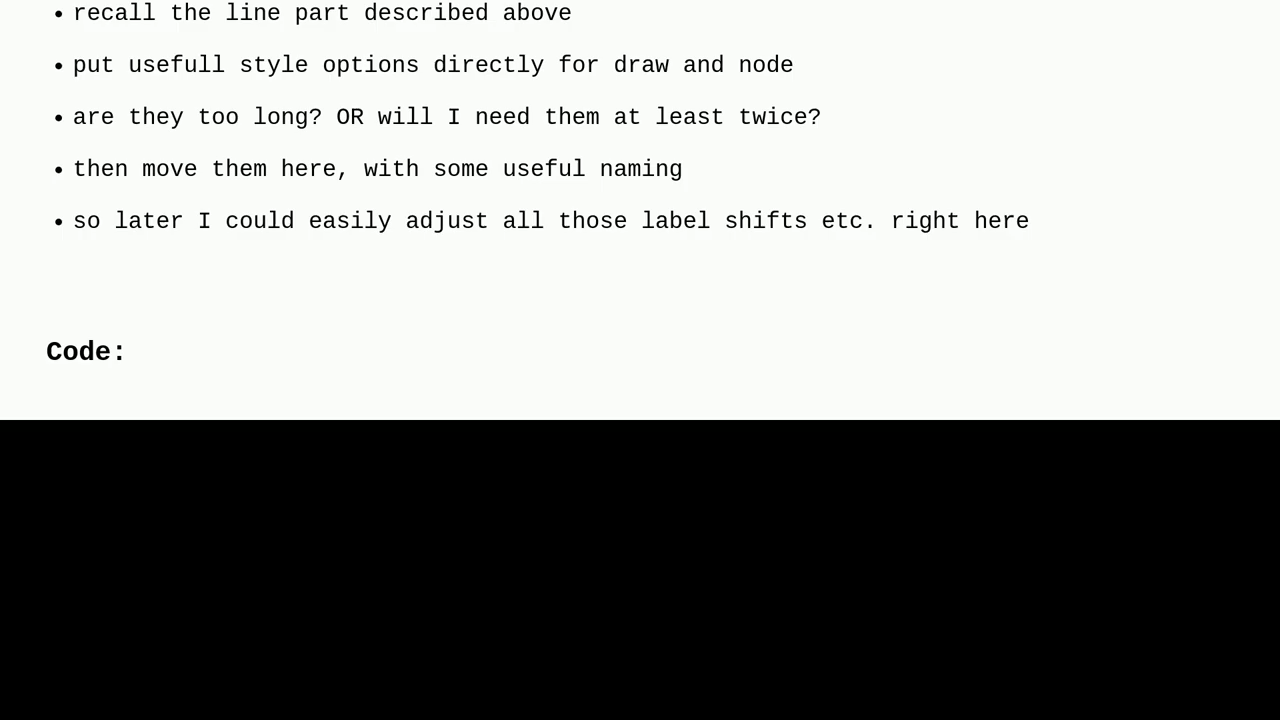 • recall the line part described above
• put usefull style options directly for draw and node
• are they too long? OR will I need them at least twice?
• then move them here, with some useful naming
• so later I could easily adjust all those label shifts etc. right here
Code: